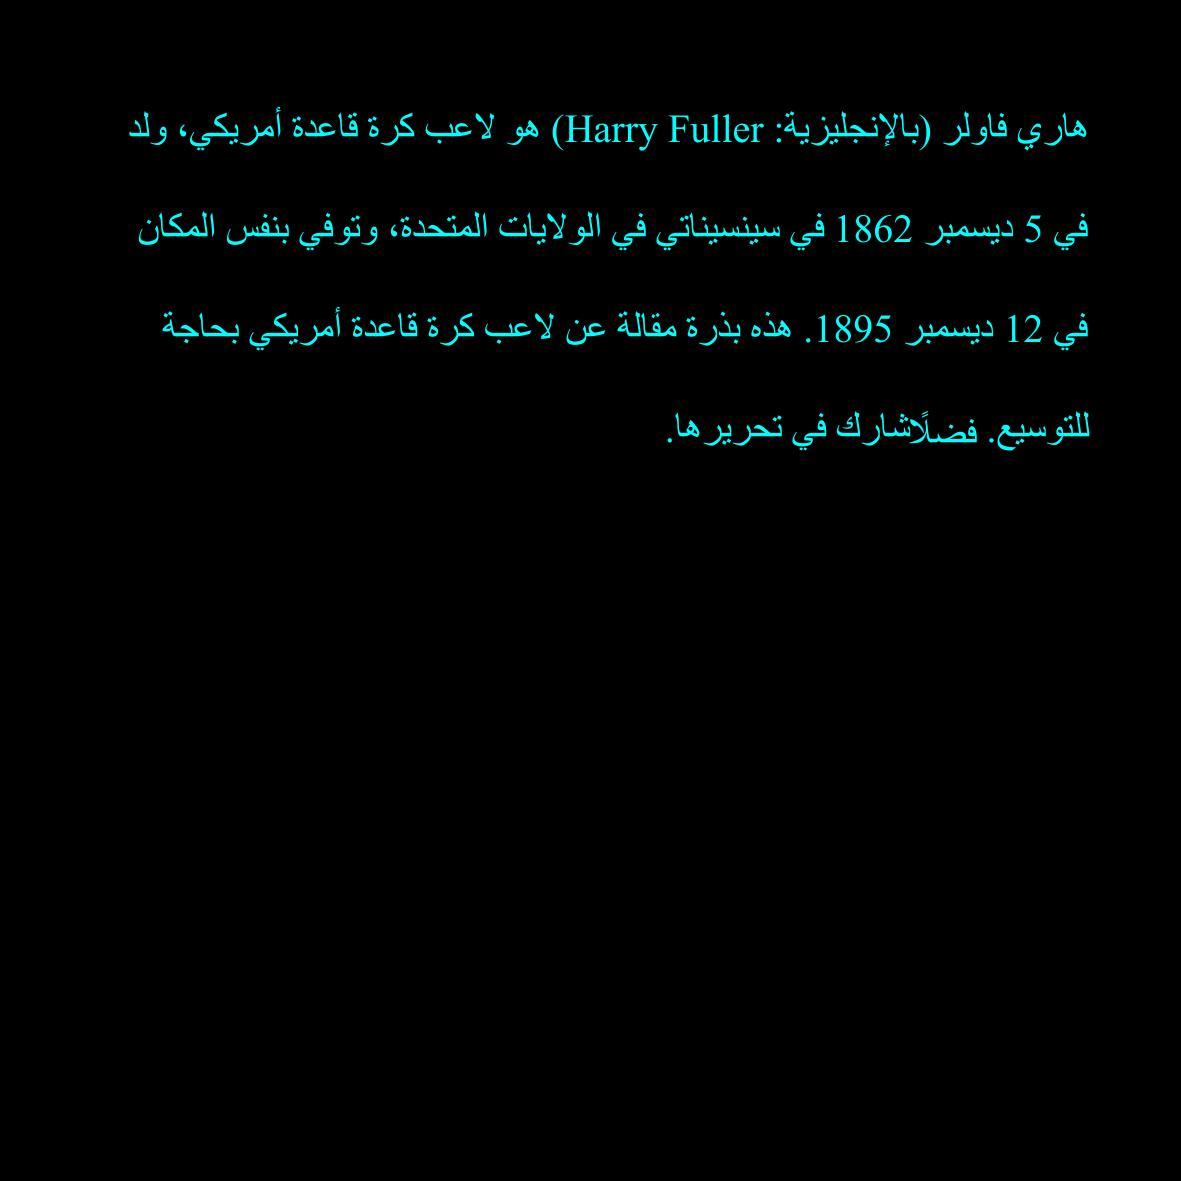 هاري فاولر (بالإنجليزية: Harry Fuller) هو لاعب كرة قاعدة أمريكي، ولد
في 5 ديسمبر 1862 في سينسيناتي في الولايات المتحدة، وتوفي بنفس المكان
في 12 ديسمبر 1895. هذه بذرة مقالة عن لاعب كرة قاعدة أمريكي بحاجة
للتوسيع. فضلًاشارك في تحريرها.